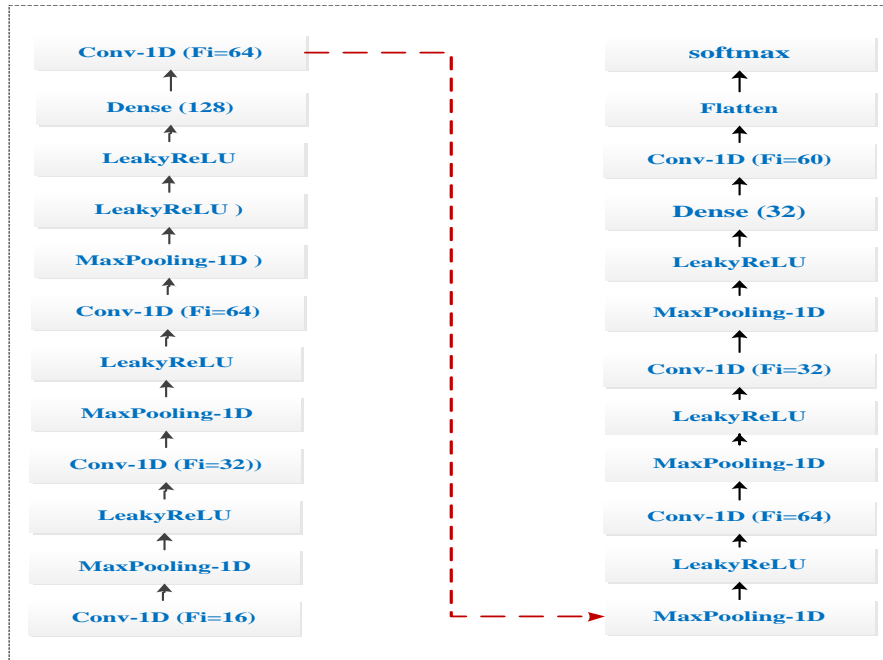 Conv-1D (Fi=64)
Dense (128)
LeakyReLU
LeakyReLU )
MaxPooling-1D )
Conv-1D (Fi=64)
LeakyReLU
MaxPooling-1D
Conv-1D (Fi=32))
LeakyReLU
MaxPooling-1D
Conv-1D (Fi=16)
softmax
Flatten
Conv-1D (Fi=60)
Dense (32)
LeakyReLU
MaxPooling-1D
Conv-1D (Fi=32)
LeakyReLU
MaxPooling-1D
Conv-1D (Fi=64)
LeakyReLU
MaxPooling-1D